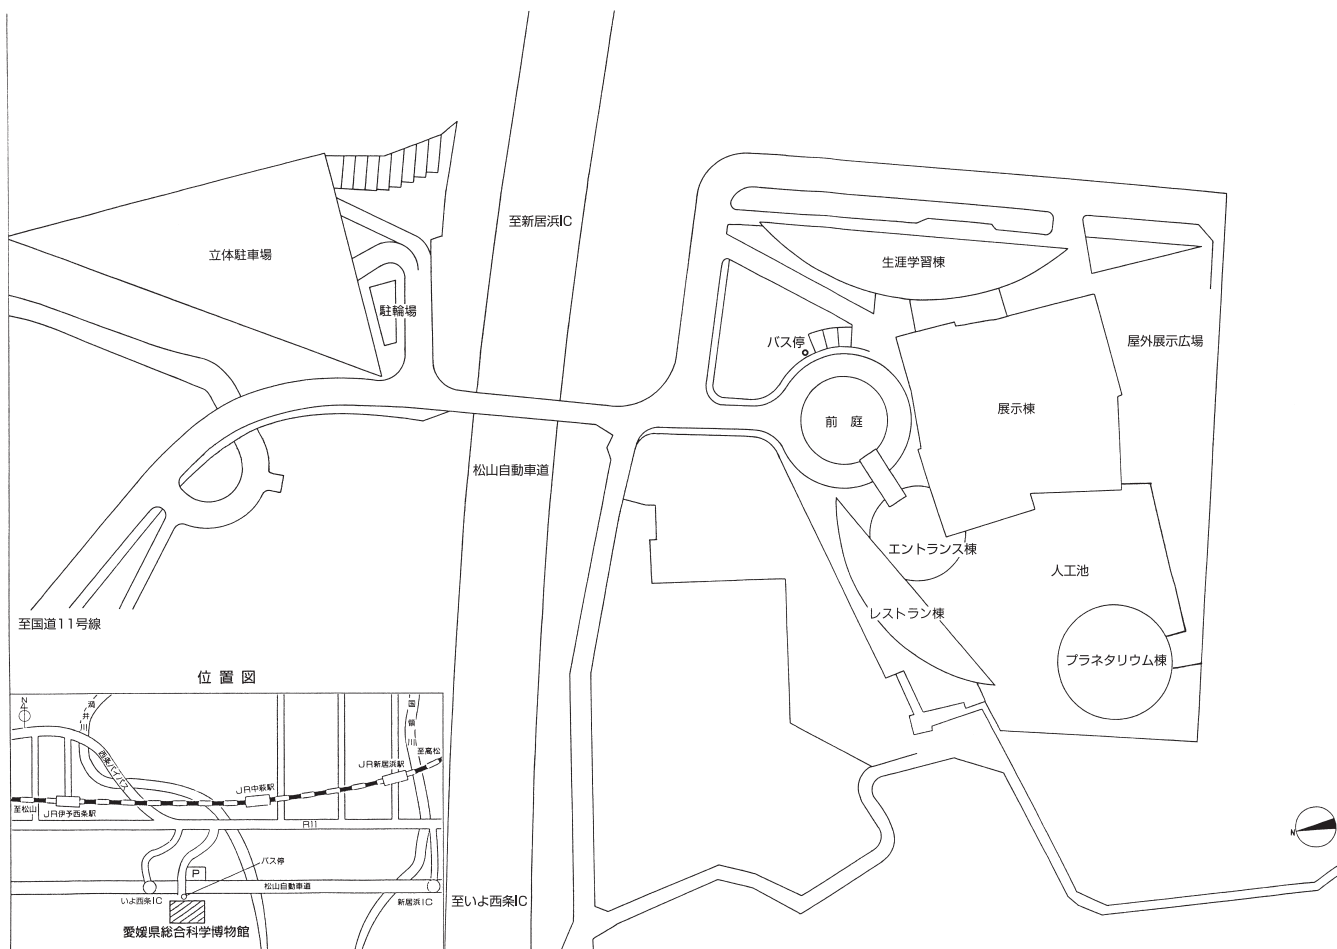 至新居浜IC
立体駐車場
生涯学習棟
駐輪場
バス停
屋外展示広場
展示棟
前 庭
松山自動車道
エントランス棟
人工池
レストラン棟
至国道11号線
プラネタリウム棟
位 置 図
N
渦井川
国領川
至高松
西条バイパス
JR新居浜駅
JR中萩駅
至松山
JR伊予西条駅
R11
バス停
P
松山自動車道
いよ西条IC
新居浜IC
至いよ西条IC
愛媛県総合科学博物館
N